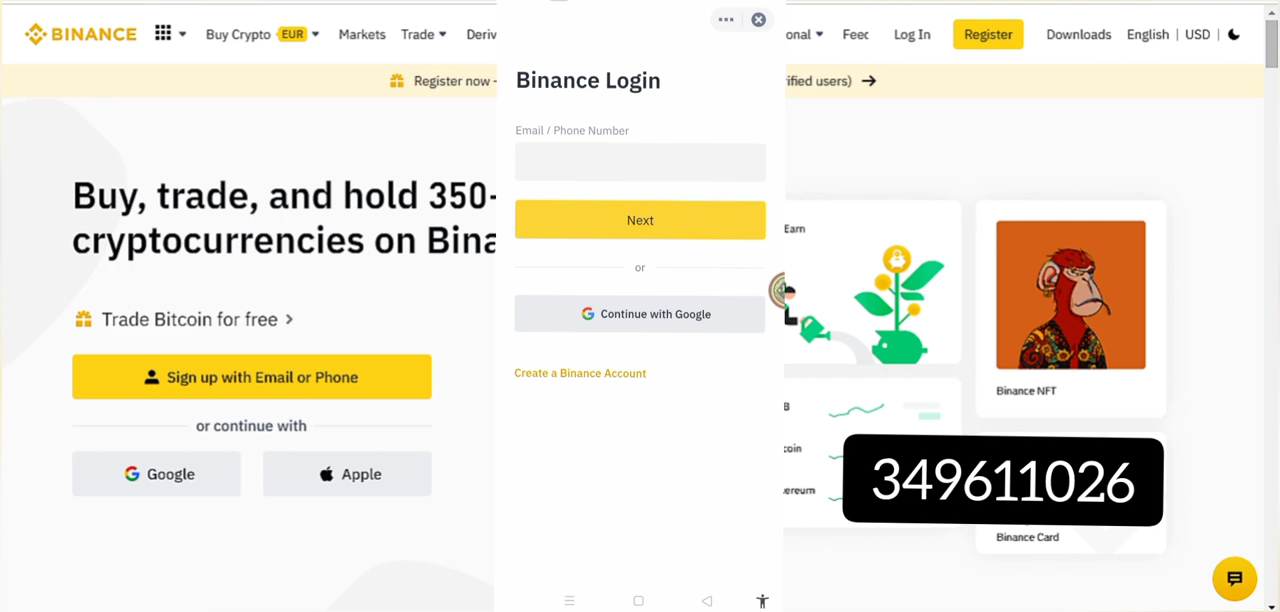 BINANCE
Buy Crypto EUR
Markets
Trade
Deriv
onal
Feed
Log In
Register
Downloads
English | USD
Register now -
ified users)
Buy, trade, and hold 350-
cryptocurrencies on Bina
Trade Bitcoin for free
Sign up with Email or Phone
or continue with
Google
Apple
Binance Login
Email / Phone Number
Next
or
Continue with Google
Create a Binance Account
Earn
Binance NFT
B
coin
ereum
349611026
Binance Card